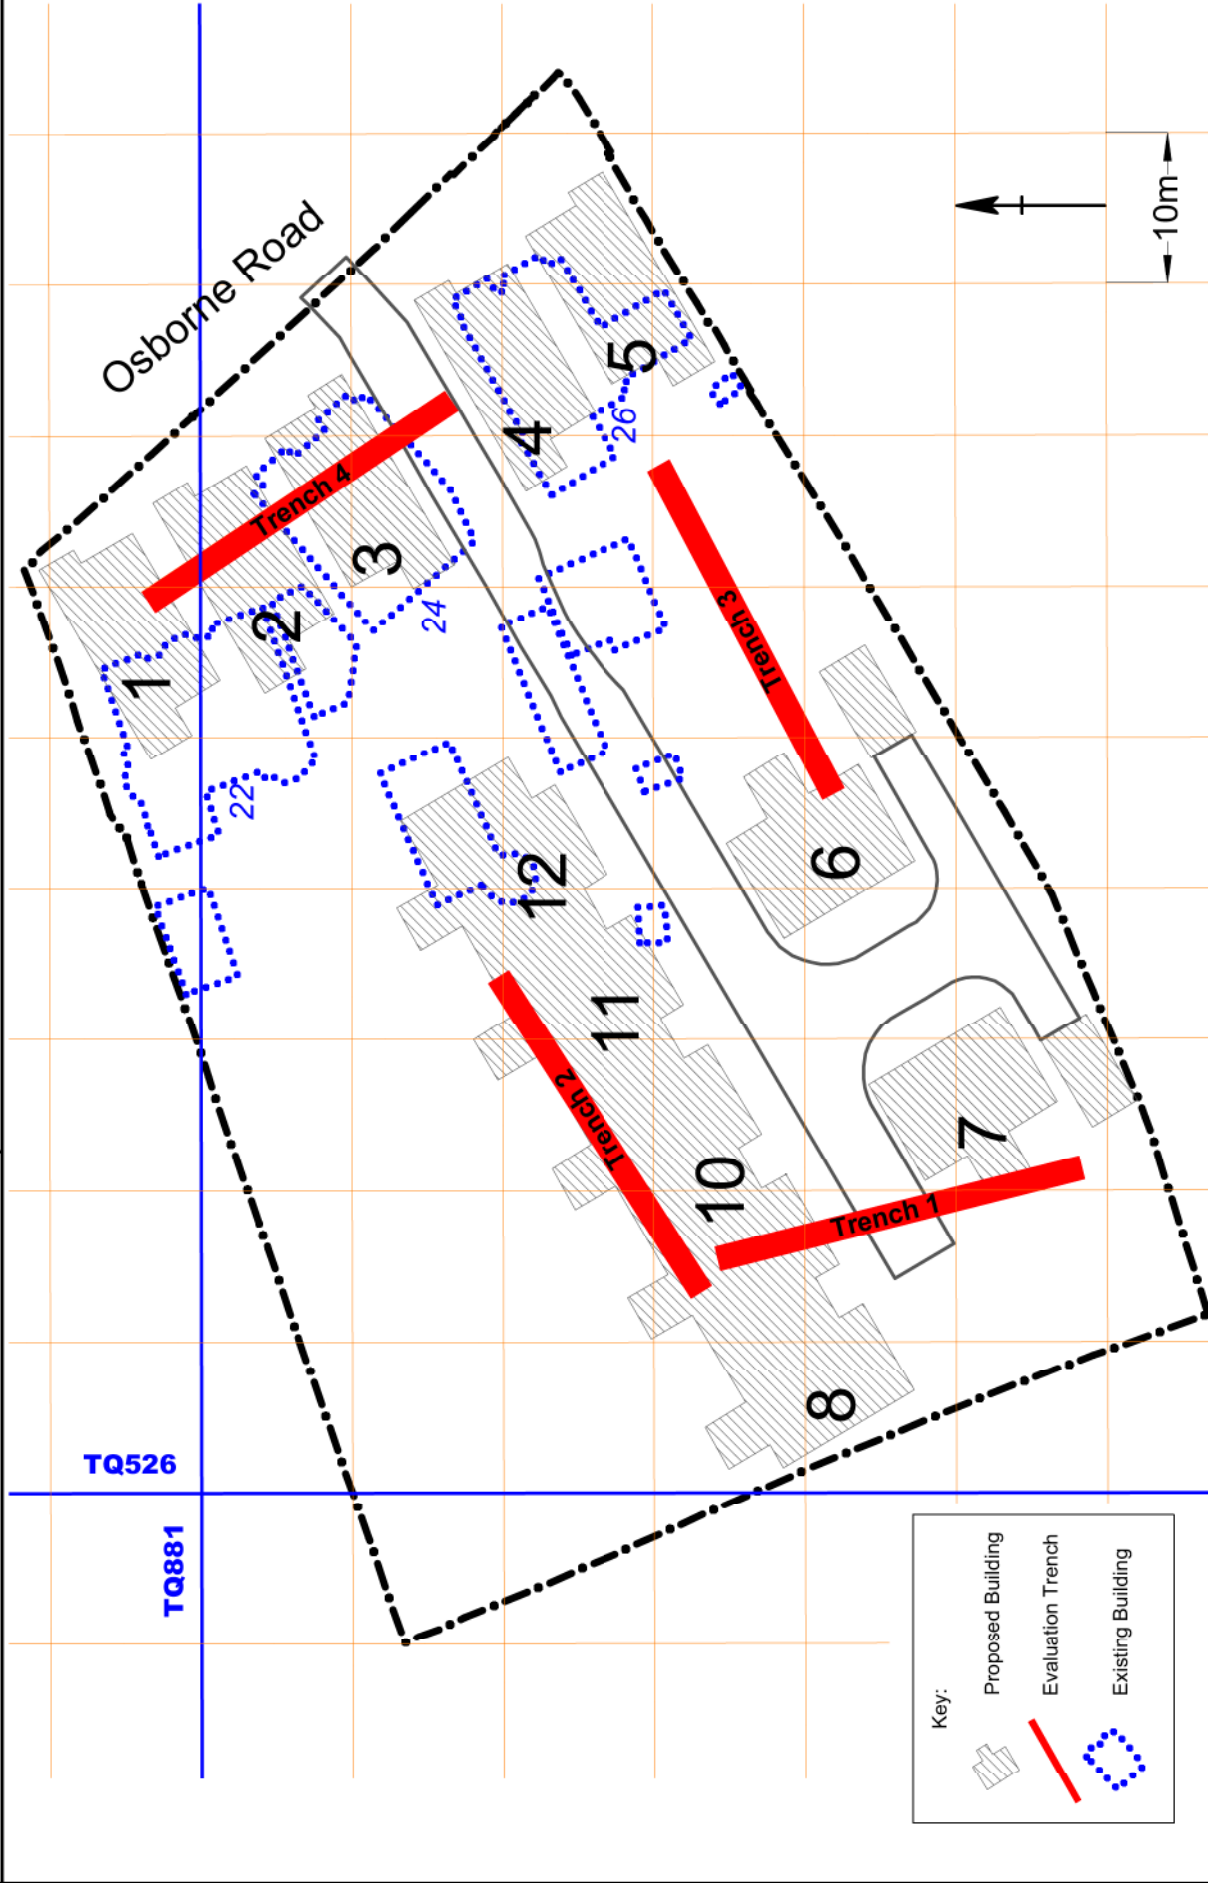 Osborne Road
Trench 4
1
2
3
4
5
22
24
26
Trench 3
12
11
6
Trench 2
10
7
Trench 1
8
TQ526
TQ881
10m
Key:
Proposed Building
Evaluation Trench
Existing Building